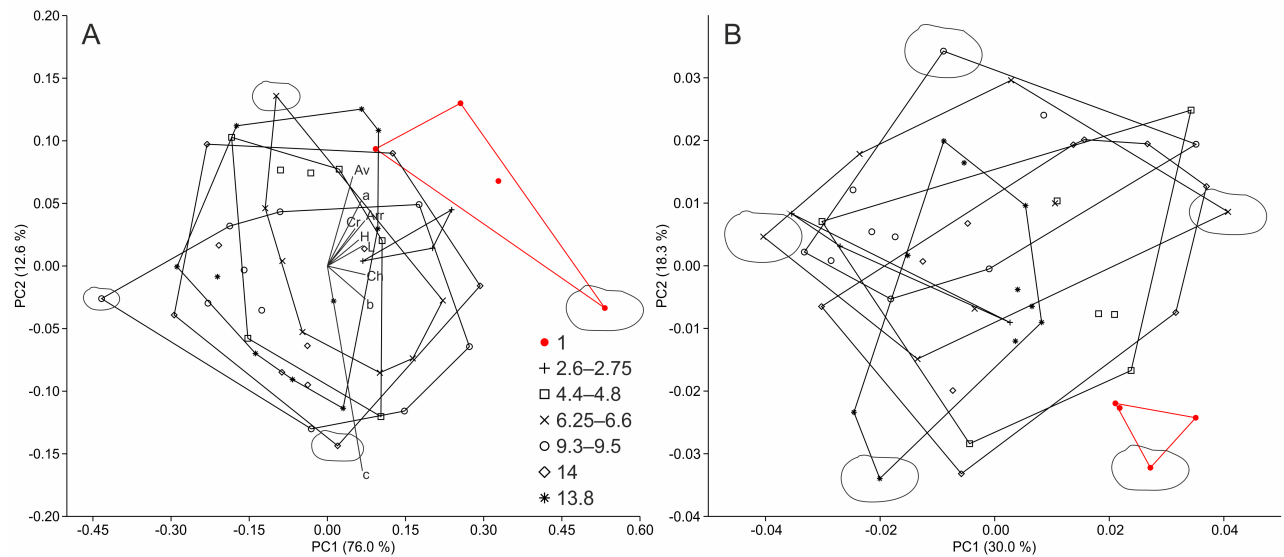 A
0.20
0.15
0.10
0.05
0.00
-0.05
-0.10
-0.15
-0.20
PC2 (12.6 %)
-0.45
-0.30
-0.15
0.00
0.15
0.30
0.45
0.60
PC1 (76.0 %)
Av
a
Arr
Cr
H
L
Ch
b
c
1
2.6–2.75
4.4–4.8
6.25–6.6
9.3–9.5
14
13.8
B
0.03
0.02
0.01
0.00
-0.01
-0.02
-0.03
-0.04
PC2 (18.3 %)
-0.04
-0.02
0.00
0.02
0.04
PC1 (30.0 %)